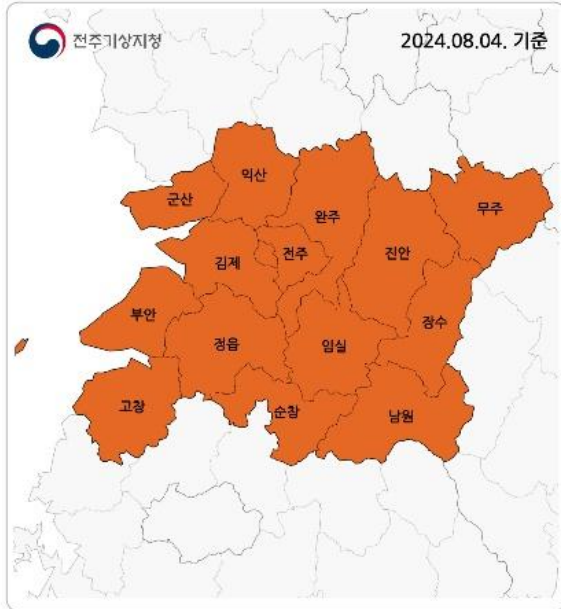 전주기상지청
2024.08.04. 기준
익산
군산
완주
무주
김제
전주
진안
부안
장수
정읍
임실
고창
순창
남원